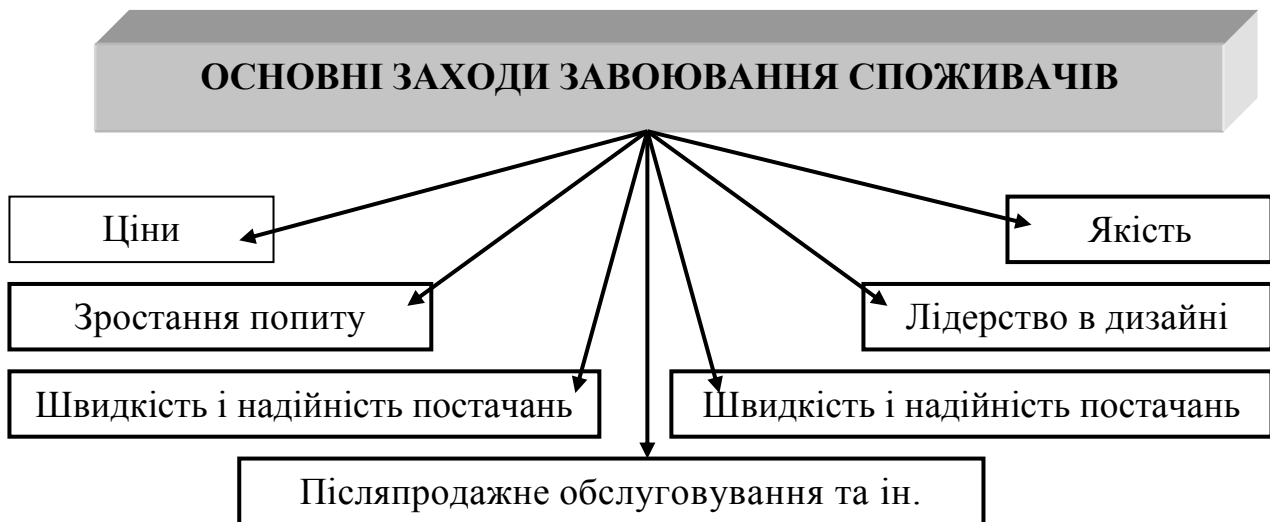 ОСНОВНІ ЗАХОДИ ЗАВОЮВАННЯ СПОЖИВАЧІВ
Ціни
Якість
Зростання попиту
Лідерство в дизайні
Швидкість і надійність постачань
Швидкість і надійність постачань
Післяпродажне обслуговування та ін.